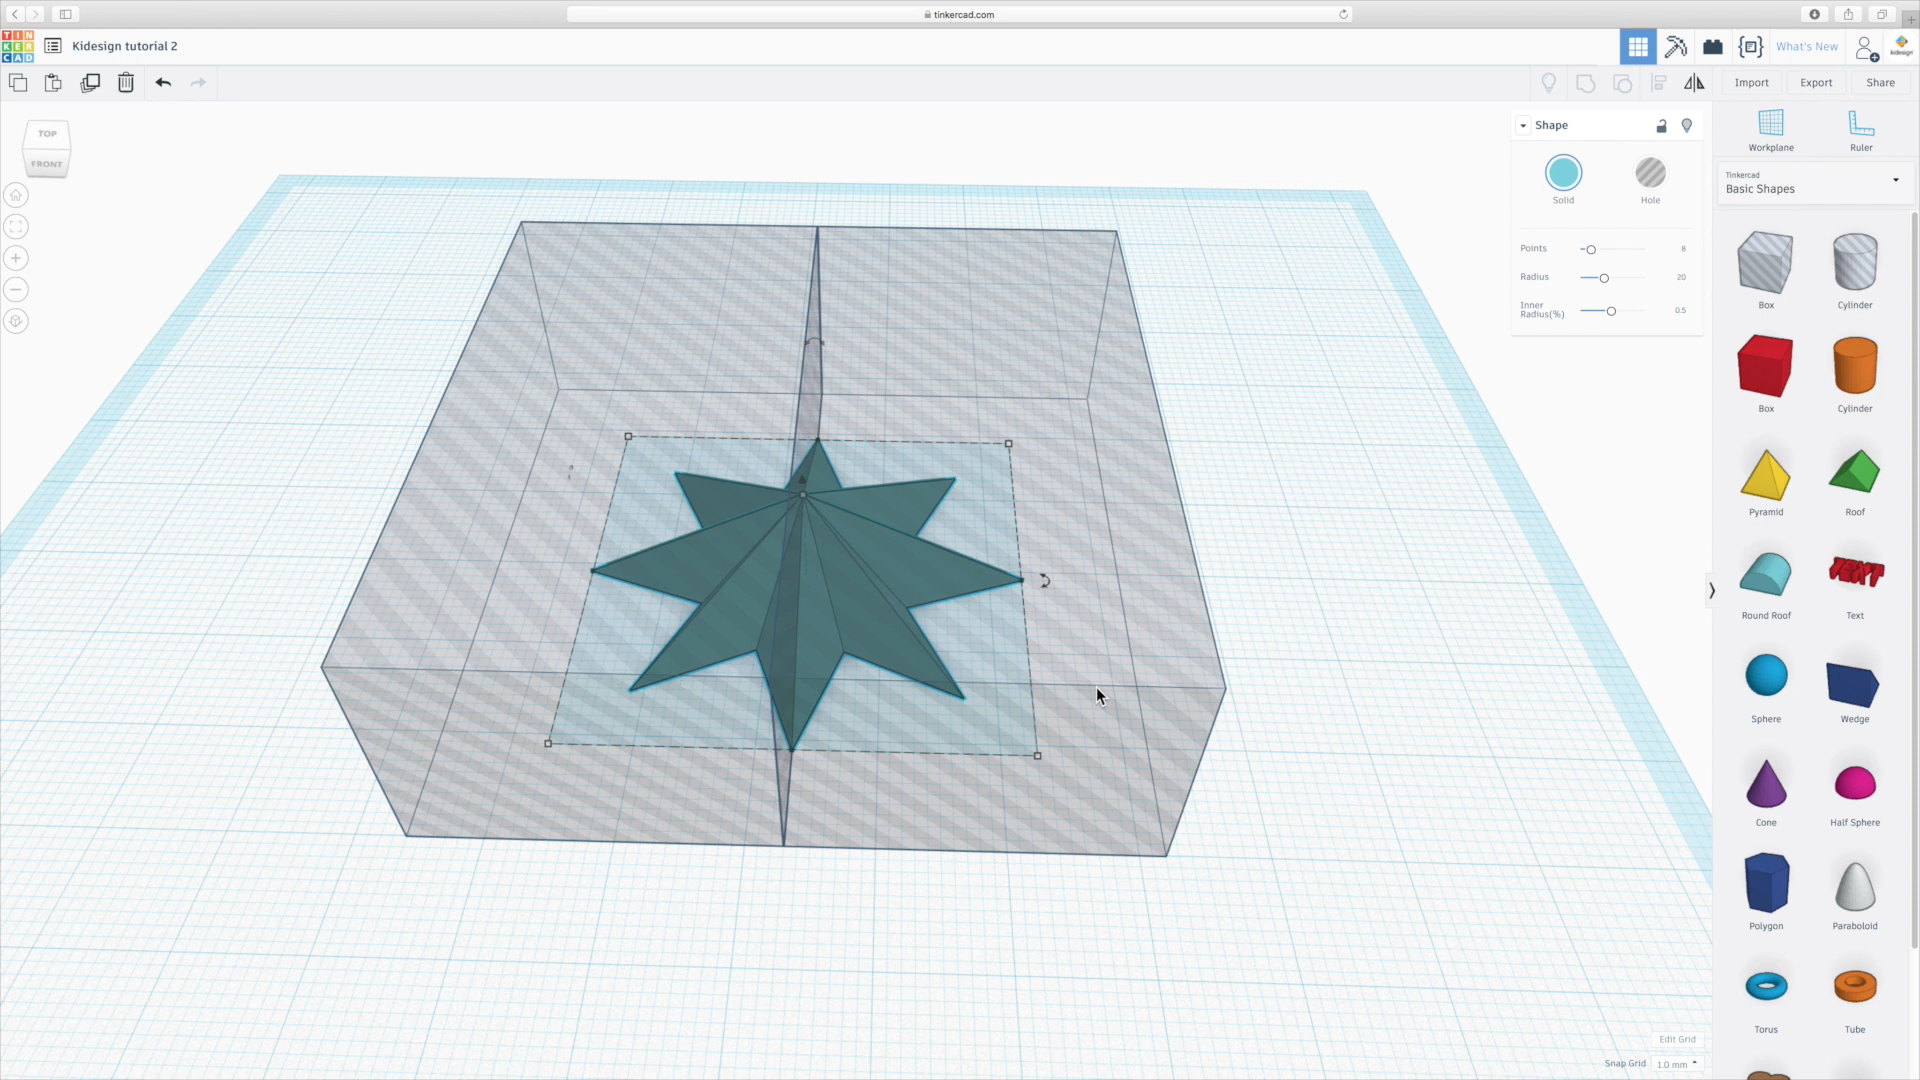 tinkercad.com
TIN
KER
CAD
Kidesign tutorial 2
What's New
kidesign
Import
Export
Share
TOP
FRONT
Shape
Solid
Hole
Points
8
Radius
20
Inner
Radius(%)
0.5
Workplane
Ruler
Tinkercad
Basic Shapes
Box
Cylinder
Box
Cylinder
Pyramid
Roof
TEXT
Round Roof
Text
Sphere
Wedge
Cone
Half Sphere
Polygon
Paraboloid
Torus
Tube
Edit Grid
Snap Grid
1.0 mm